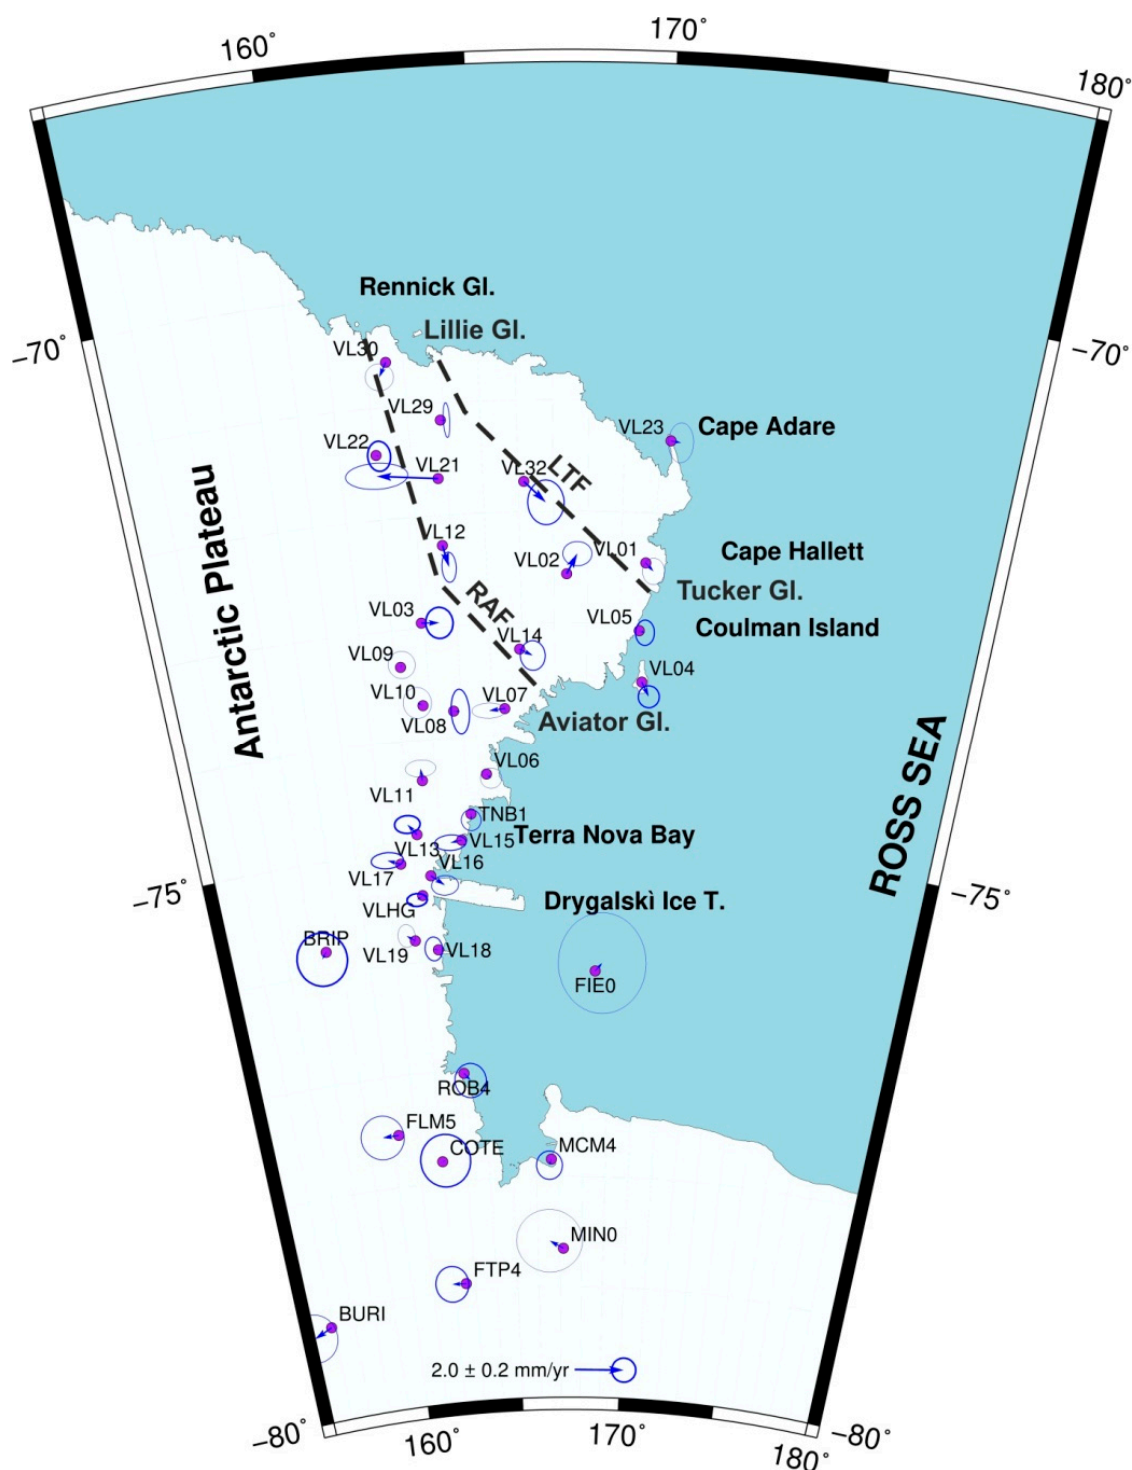 160°
170°
180°
Rennick Gl.
Lillie Gl.
−70°
VL30
−70°
VL29
VL23
Cape Adare
VL22
VL21
VL32
LTF
Antarctic Plateau
VL12
VL02
VL01
Cape Hallett
RAF
Tucker Gl.
VL03
VL05
Coulman Island
VL14
VL09
VL04
VL10
VL07
VL08
Aviator Gl.
ROSS SEA
VL06
VL11
TNB1
Terra Nova Bay
VL15
VL13
VL16
VL17
−75°
−75°
VLHG
Drygalskì Ice T.
BRIP
VL19
VL18
FIE0
ROB4
FLM5
COTE
MCM4
MIN0
FTP4
BURI
2.0 ± 0.2 mm/yr
−80°
160°
170°
180°
−80°